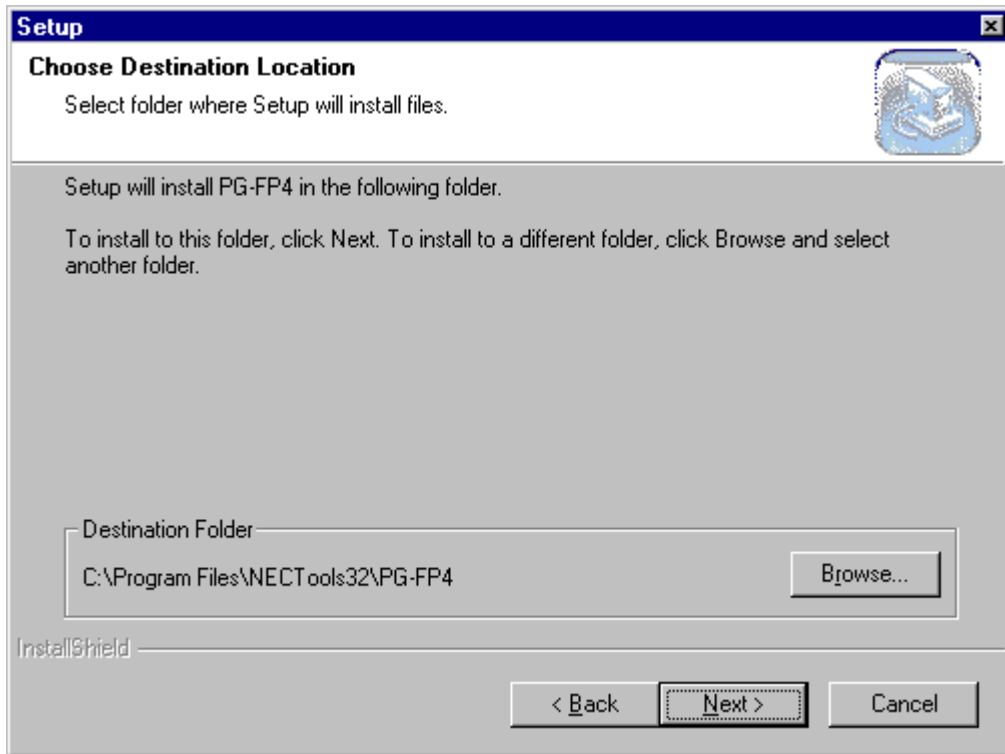 Setup
Choose Destination Location
Select folder where Setup will install files.
Setup will install PG-FP4 in the following folder.
To install to this folder, click Next. To install to a different folder, click Browse and select
another folder.
Destination Folder
C:\Program Files\NECTools32\PG-FP4
Browse...
InstallShield
< Back
Next >
Cancel